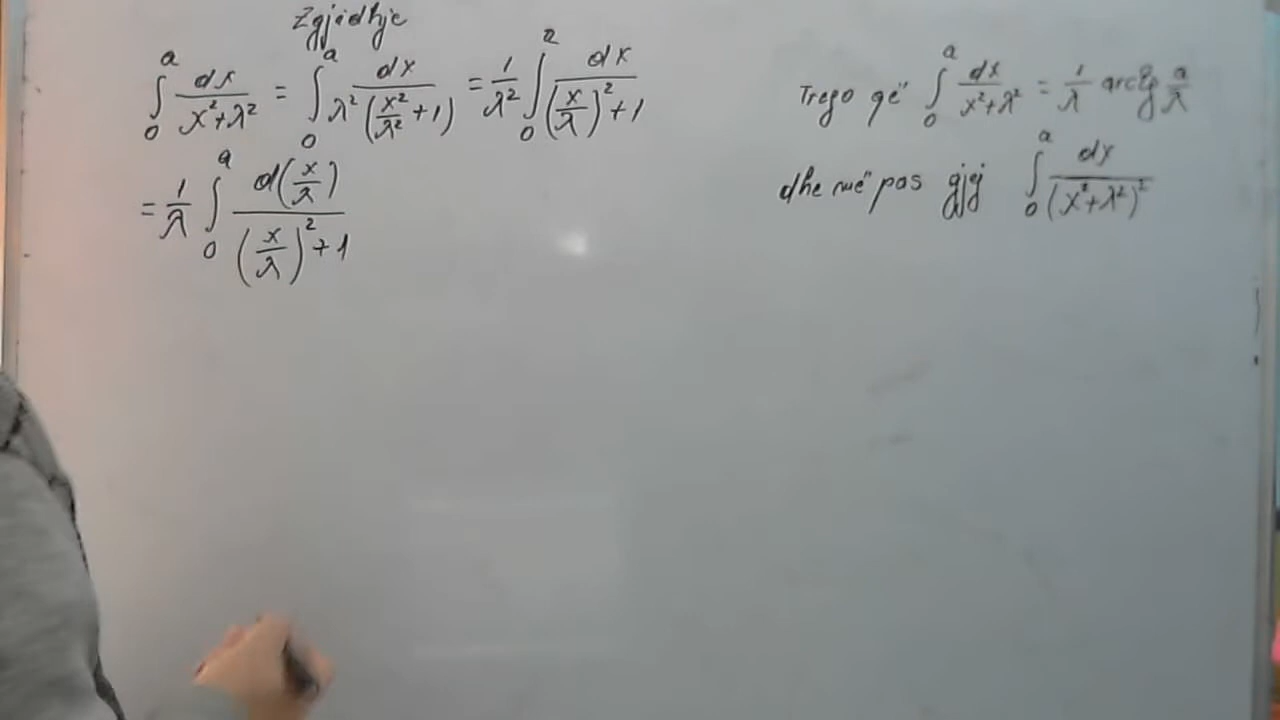 Zgjidhje
∫₀ᵃ dx/(x²+λ²) = ∫₀ᵃ dx/(λ²(x²/λ²+1)) = 1/λ² ∫₀ᵃ dx/((x/λ)²+1)
= 1/λ ∫₀ᵃ d(x/λ)/((x/λ)²+1)
Trego që ∫₀ᵃ dx/(x²+λ²) = 1/λ arctg a/λ
dhe më pas gjej ∫₀ᵃ dx/(x²+λ²)²